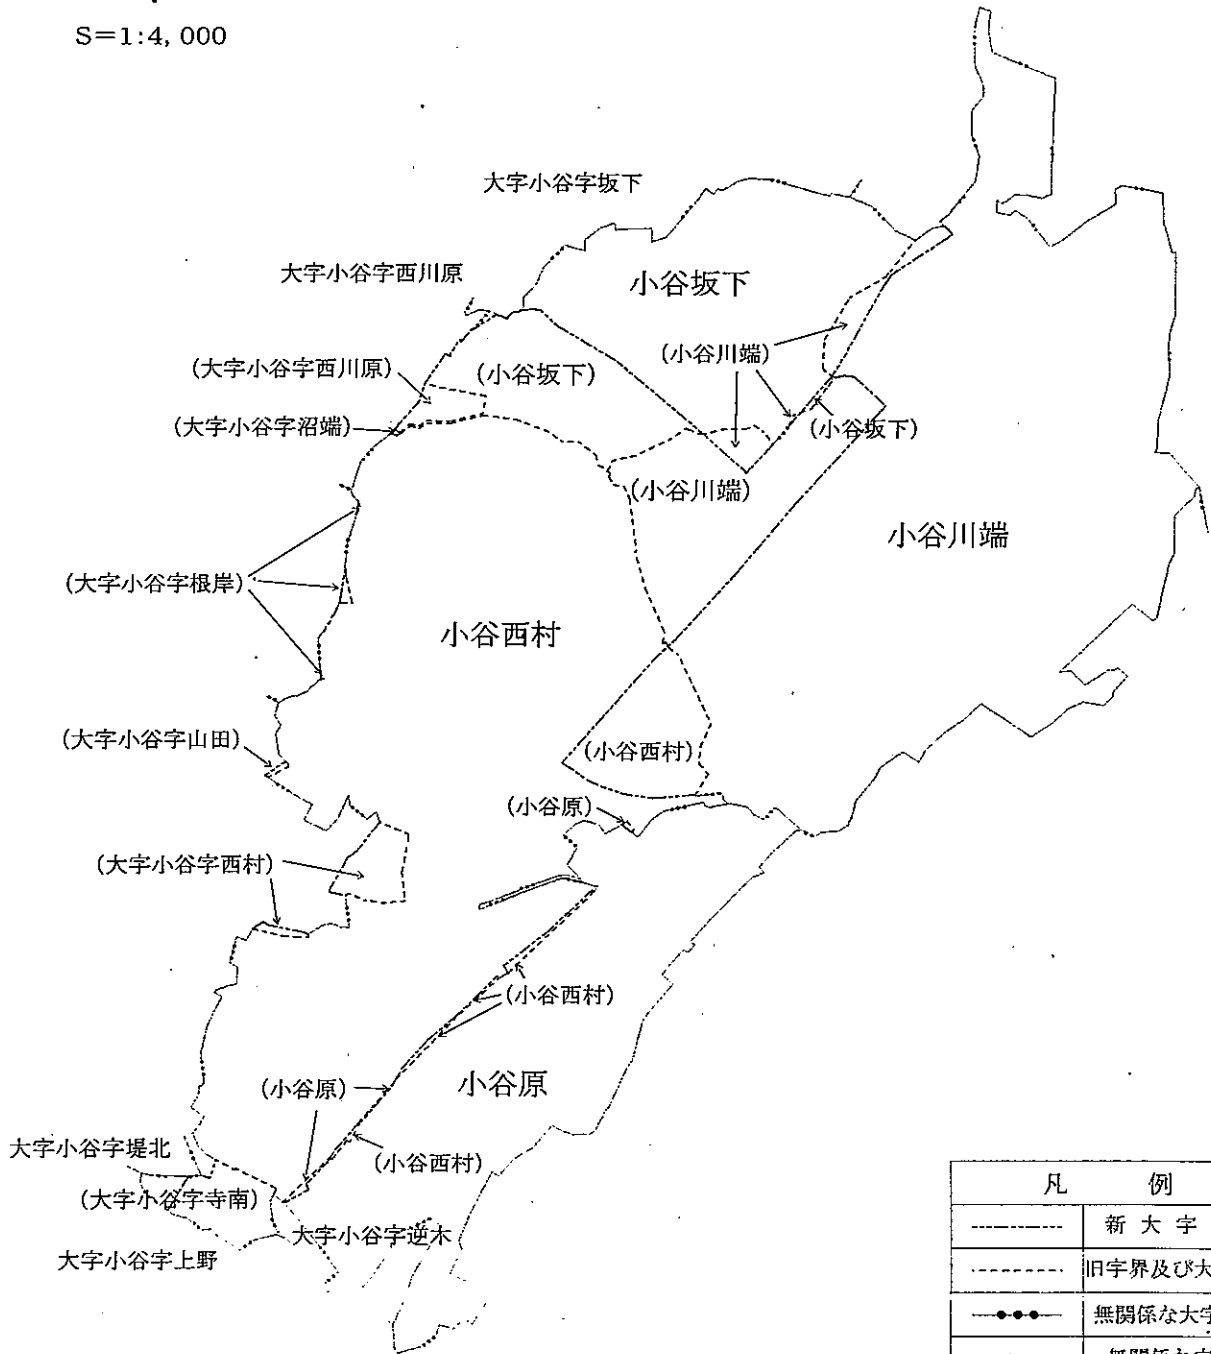 S=1:4,000
大字小谷字坂下
大字小谷字西川原
小谷坂下
(小谷川端)
(大字小谷字西川原)
(小谷坂下)
(大字小谷字沼端)
(小谷坂下)
(小谷川端)
小谷川端
(大字小谷字根岸)
小谷西村
(大字小谷字山田)
(小谷西村)
(小谷原)
(大字小谷字西村)
(小谷西村)
(小谷原)
小谷原
大字小谷字堤北
(小谷西村)
(大字小谷字寺南)
大字小谷字逆木
大字小谷字上野
凡 例
新大字
旧字界及び大
無関係な大字